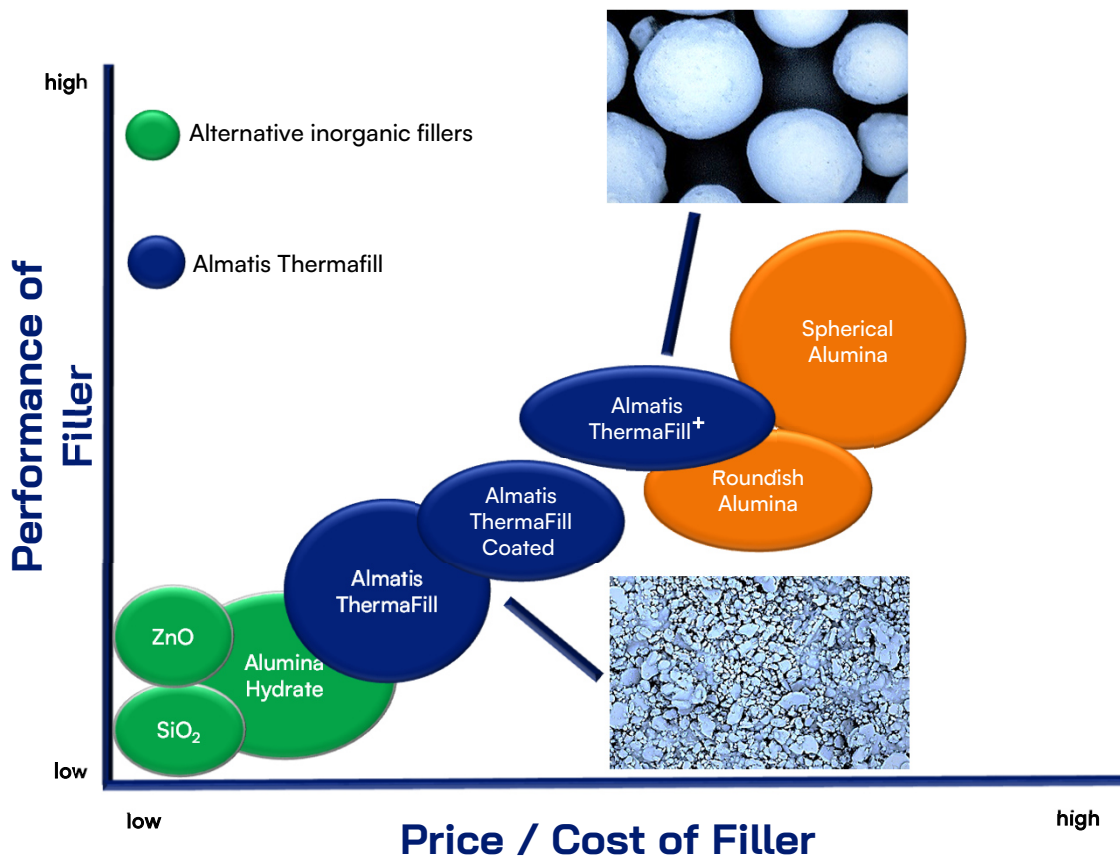 high
Alternative inorganic fillers
Almatis Thermafill
Performance of
Filler
Spherical
Alumina
Almatis
ThermaFill⁺
Roundish
Alumina
Almatis
ThermaFill
Coated
Almatis
ThermaFill
ZnO
Alumina
Hydrate
SiO₂
low
low
high
Price / Cost of Filler